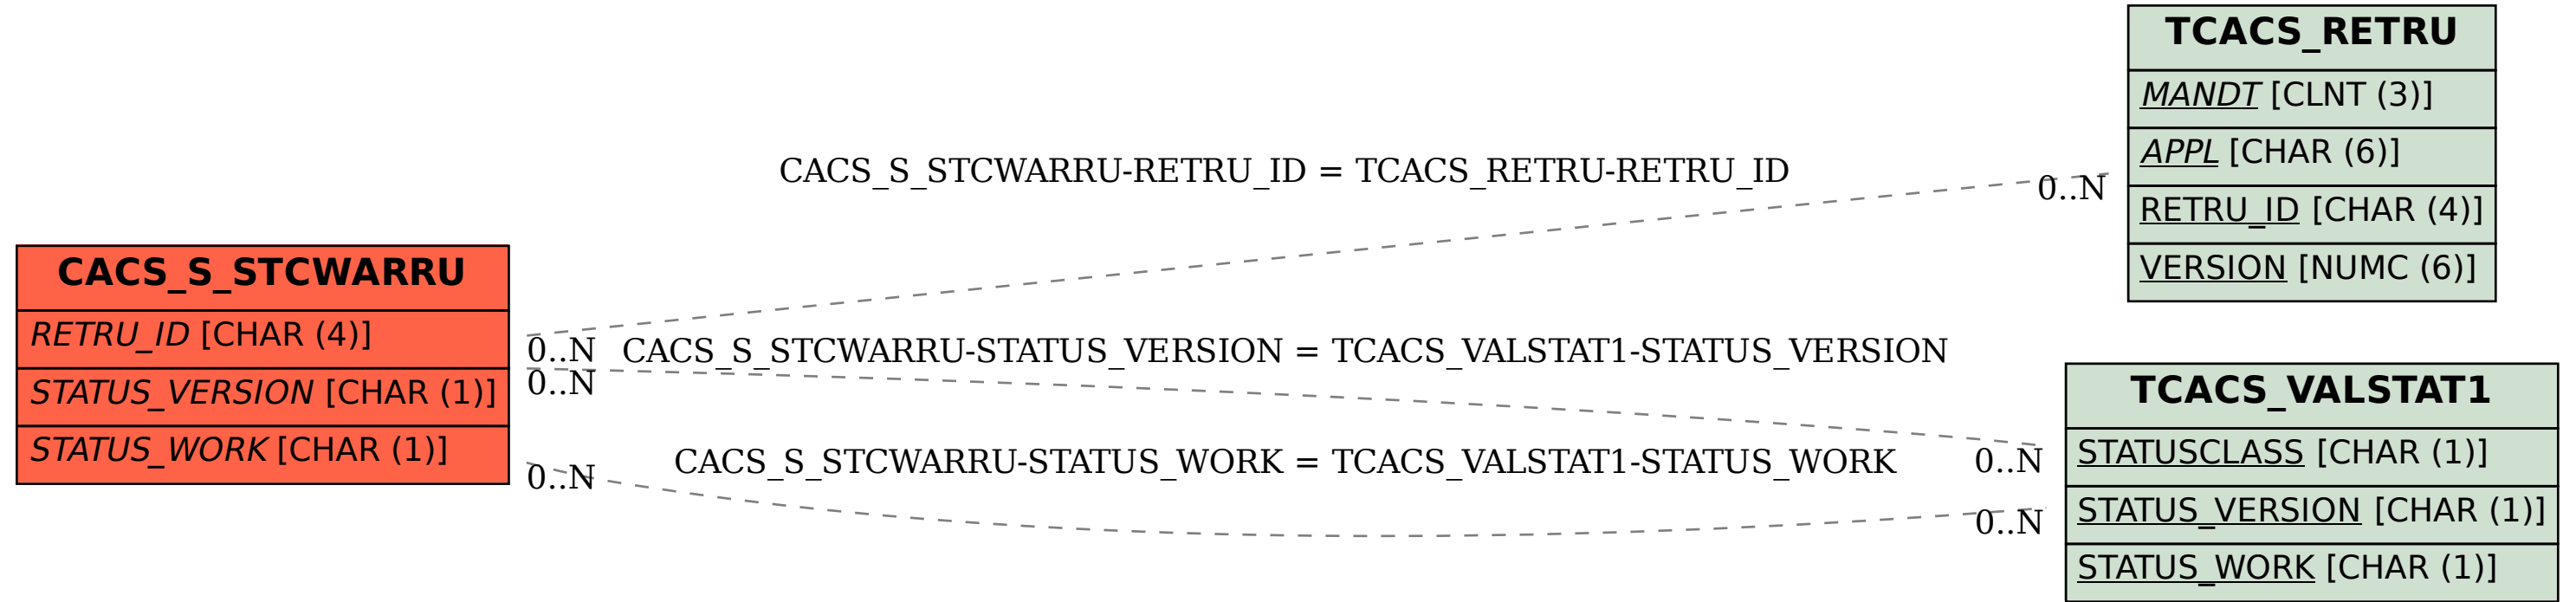 TCACS_RETRU
MANDT [CLNT (3)]
APPL [CHAR (6)]
RETRU_ID [CHAR (4)]
VERSION [NUMC (6)]
CACS_S_STCWARRU-RETRU_ID = TCACS_RETRU-RETRU_ID
0..N
CACS_S_STCWARRU
RETRU_ID [CHAR (4)]
STATUS_VERSION [CHAR (1)]
STATUS_WORK [CHAR (1)]
0..N
CACS_S_STCWARRU-STATUS_VERSION = TCACS_VALSTAT1-STATUS_VERSION
0..N
CACS_S_STCWARRU-STATUS_WORK = TCACS_VALSTAT1-STATUS_WORK
0..N
0..N
0..N
TCACS_VALSTAT1
STATUSCLASS [CHAR (1)]
STATUS_VERSION [CHAR (1)]
STATUS_WORK [CHAR (1)]